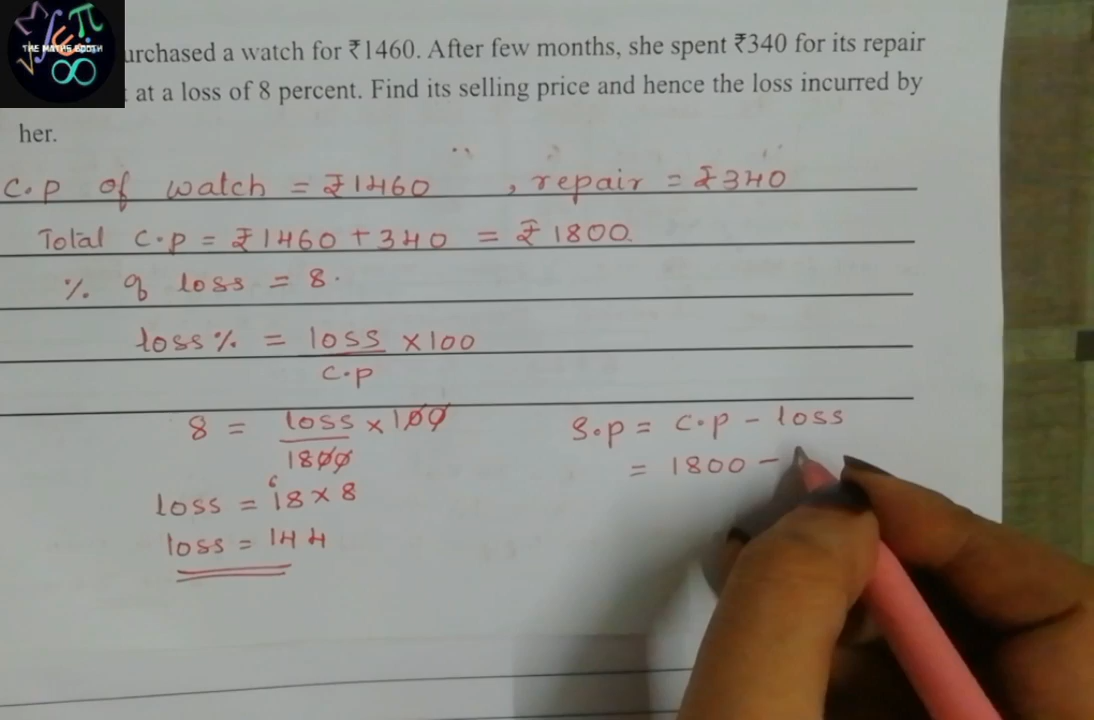 THE MATHS BOOTH
urchased a watch for ₹1460. After few months, she spent ₹340 for its repair
at a loss of 8 percent. Find its selling price and hence the loss incurred by
her.
C.p of watch = ₹1460 , repair = ₹340
Total C.p = ₹1460 + 340 = ₹1800.
% of loss = 8.
loss% = loss/C.p × 100
8 = loss/1800 × 100
loss = 18 × 8
loss = 144
S.p = C.p - loss
= 1800 -